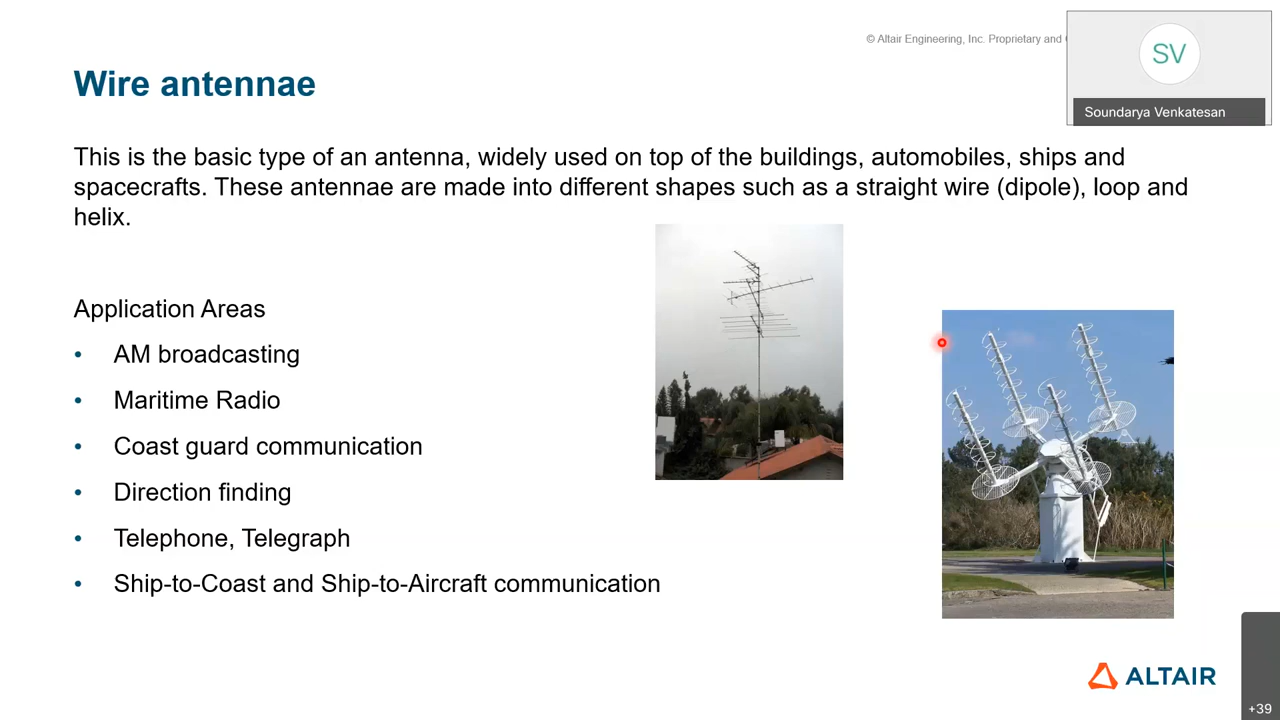 © Altair Engineering, Inc. Proprietary and
SV
Soundarya Venkatesan
Wire antennae
This is the basic type of an antenna, widely used on top of the buildings, automobiles, ships and
spacecrafts. These antennae are made into different shapes such as a straight wire (dipole), loop and
helix.
Application Areas
• AM broadcasting
• Maritime Radio
• Coast guard communication
• Direction finding
• Telephone, Telegraph
• Ship-to-Coast and Ship-to-Aircraft communication
ALTAIR
+39